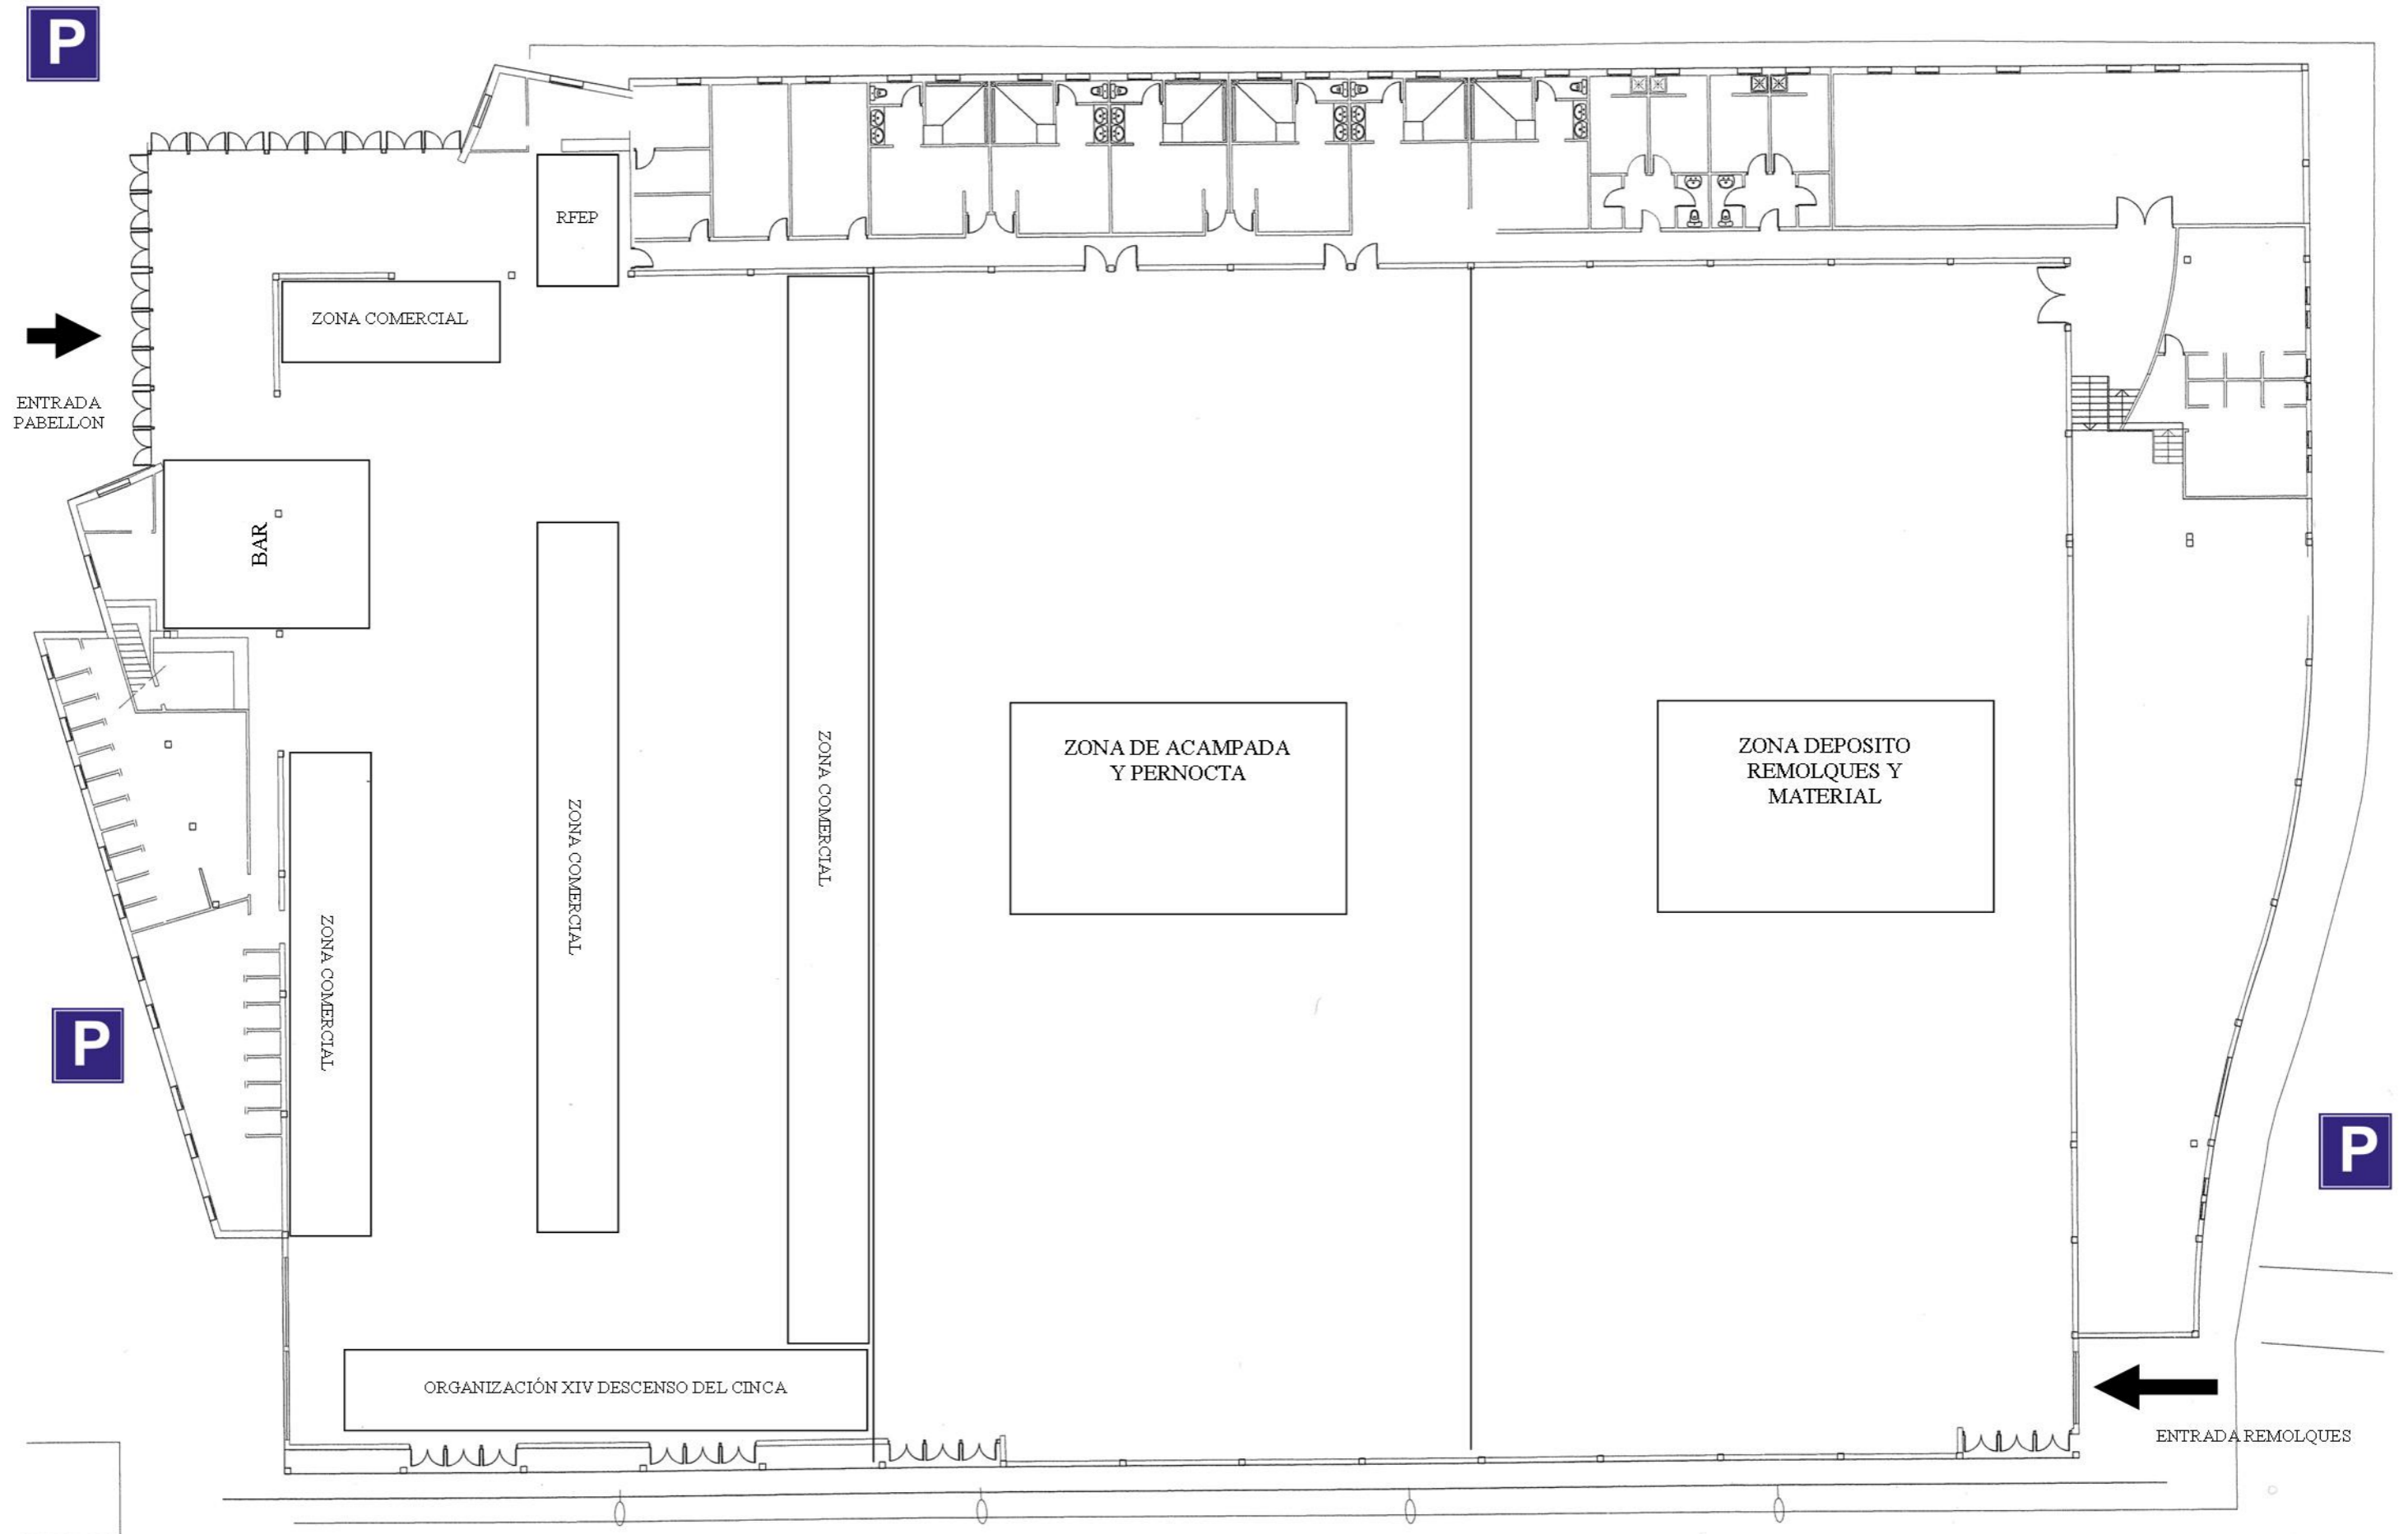 P
RFEP
ZONA COMERCIAL
ENTRADA
PABELLON
BAR
ZONA COMERCIAL
ZONA COMERCIAL
ZONA COMERCIAL
ZONA DE ACAMPADA
Y PERNOCTA
ZONA DEPOSITO
REMOLQUES Y
MATERIAL
P
P
ORGANIZACIÓN XIV DESCENSO DEL CINCA
ENTRADA REMOLQUES